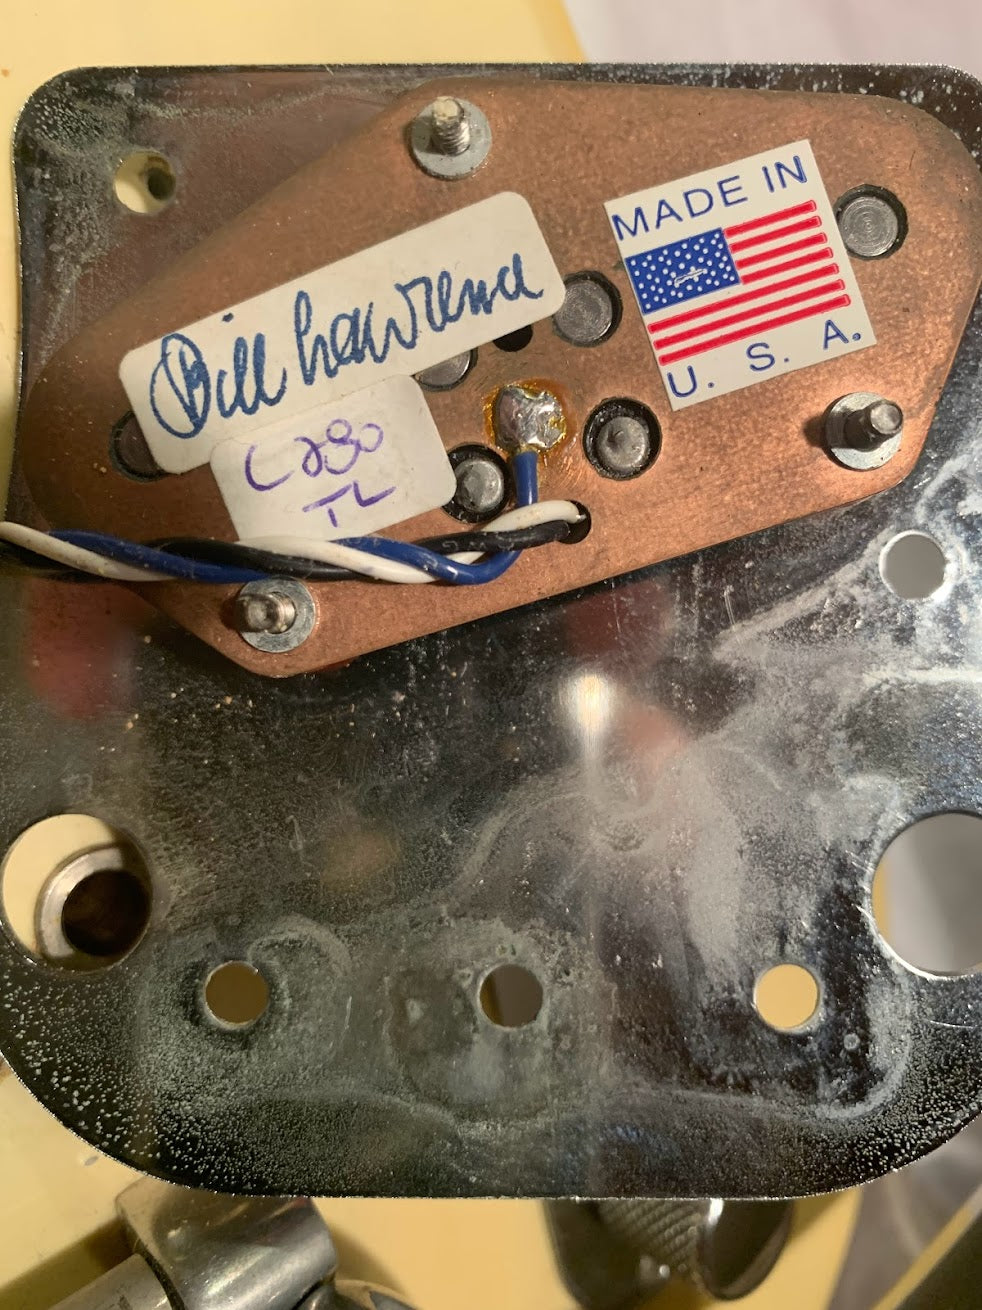 Bill Lawrence
L280
TL
MADE IN
U. S. A.